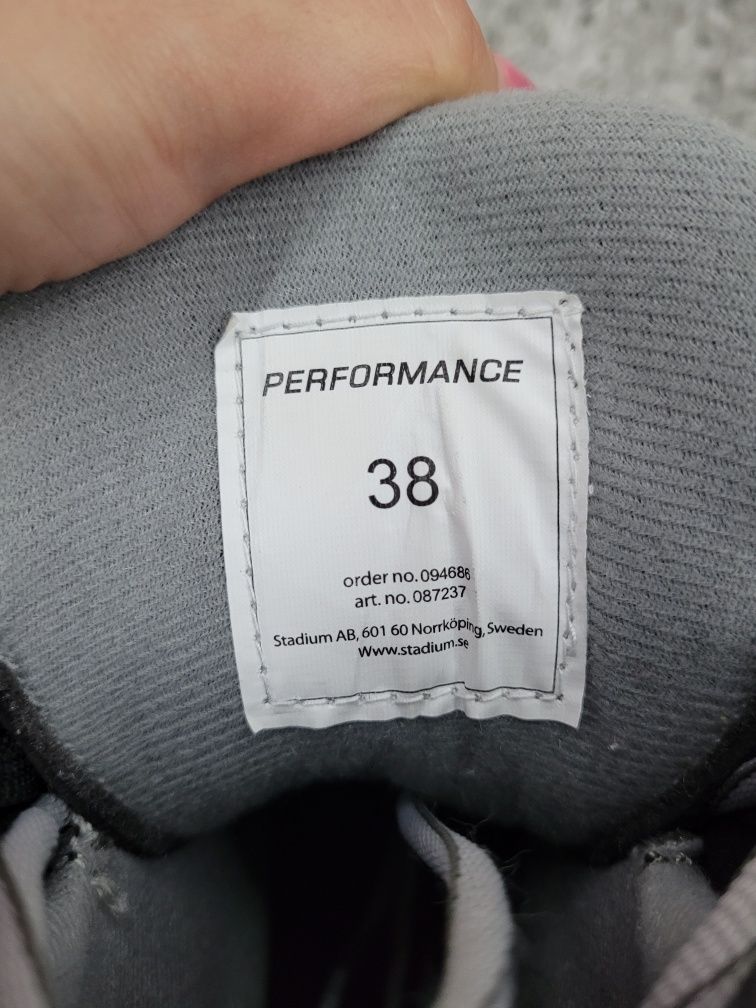 PERFORMANCE
38
order no. 094686
art. no. 087237
Stadium AB, 601 60 Norrköping, Sweden
Www.stadium.se